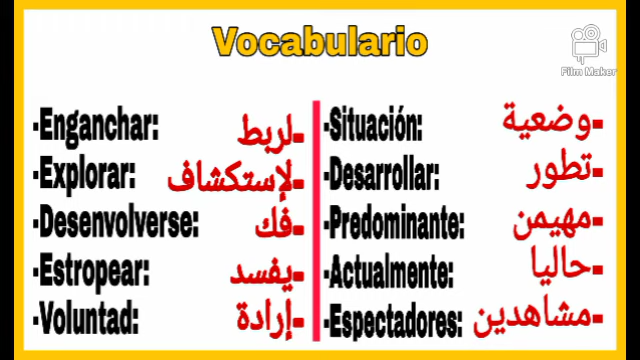 Vocabulario
Film Maker
-Enganchar: لربط-
-Explorar: لإستكشاف-
-Desenvolverse: فك-
-Estropear: يفسد-
-Voluntad: إرادة-
-Situación: وضعية-
-Desarrollar: تطور-
-Predominante: مهيمن-
-Actualmente: حاليا-
-Espectadores: مشاهدين-